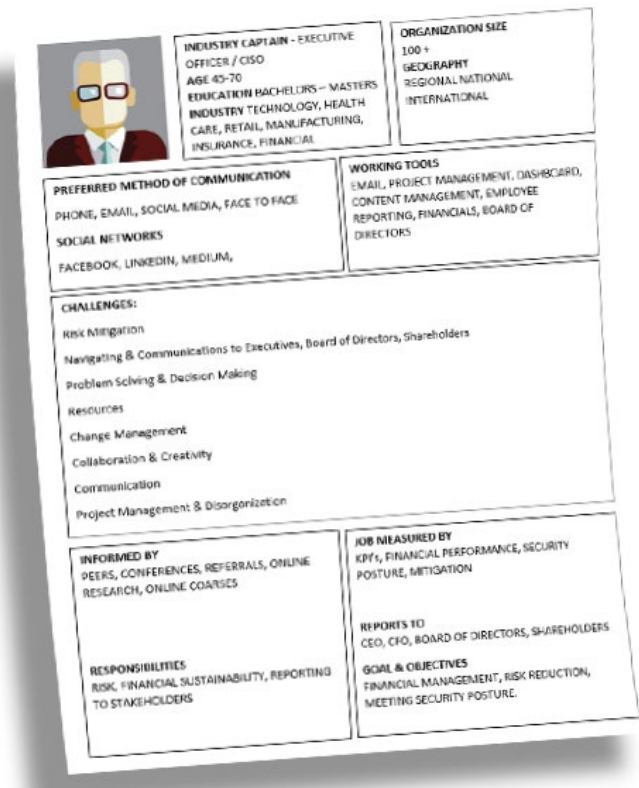 INDUSTRY CAPTAIN - EXECUTIVE
OFFICER / CISO
AGE 45-70
EDUCATION BACHELORS – MASTERS
INDUSTRY TECHNOLOGY, HEALTH
CARE, RETAIL, MANUFACTURING,
INSURANCE, FINANCIAL
ORGANIZATION SIZE
100 +
GEOGRAPHY
REGIONAL NATIONAL
INTERNATIONAL
PREFERRED METHOD OF COMMUNICATION
PHONE, EMAIL, SOCIAL MEDIA, FACE TO FACE
SOCIAL NETWORKS
FACEBOOK, LINKEDIN, MEDIUM,
WORKING TOOLS
EMAIL, PROJECT MANAGEMENT, DASHBOARD,
CONTENT MANAGEMENT, EMPLOYEE
REPORTING, FINANCIALS, BOARD OF
DIRECTORS
CHALLENGES:
Risk Mitigation
Navigating & Communications to Executives, Board of Directors, Shareholders
Problem Solving & Decision Making
Resources
Change Management
Collaboration & Creativity
Communication
Project Management & Disorganization
INFORMED BY
PEERS, CONFERENCES, REFERRALS, ONLINE
RESEARCH, ONLINE COARSES
RESPONSIBILITIES
RISK, FINANCIAL SUSTAINABILITY, REPORTING
TO STAKEHOLDERS
JOB MEASURED BY
KPI's, FINANCIAL PERFORMANCE, SECURITY
POSTURE, MITIGATION
REPORTS TO
CEO, CFO, BOARD OF DIRECTORS, SHAREHOLDERS
GOAL & OBJECTIVES
FINANCIAL MANAGEMENT, RISK REDUCTION,
MEETING SECURITY POSTURE.